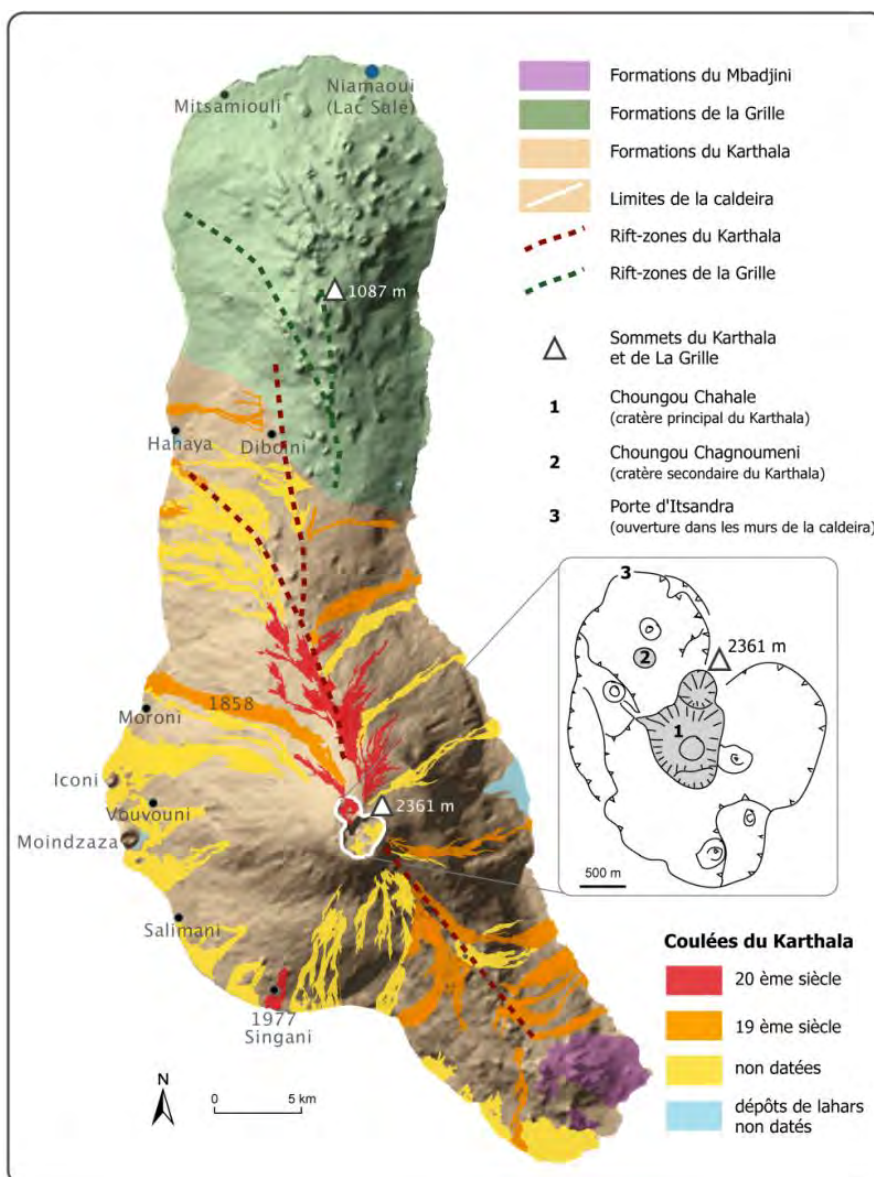 Niamaoui
(Lac Salé)
Mitsamiouli
1087 m
Hahaya
Diboini
1858
Moroni
Iconi
Vouvouni
Moindzaza
2361 m
Salimani
1977
Singani
N
0 5 km
Formations du Mbadjini
Formations de la Grille
Formations du Karthala
Limites de la caldeira
Rift-zones du Karthala
Rift-zones de la Grille
Sommets du Karthala
et de La Grille
1 Choungou Chahale
(cratère principal du Karthala)
2 Choungou Chagnoumeni
(cratère secondaire du Karthala)
3 Porte d'Itsandra
(ouverture dans les murs de la caldeira)
3
2361 m
2
1
500 m
Coulées du Karthala
20 ème siècle
19 ème siècle
non datées
dépôts de lahars
non datés